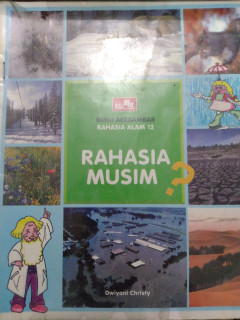 BUKU BERGAMBAR
RAHASIA ALAM 12
RAHASIA
MUSIM ?
Dwiyani Christy